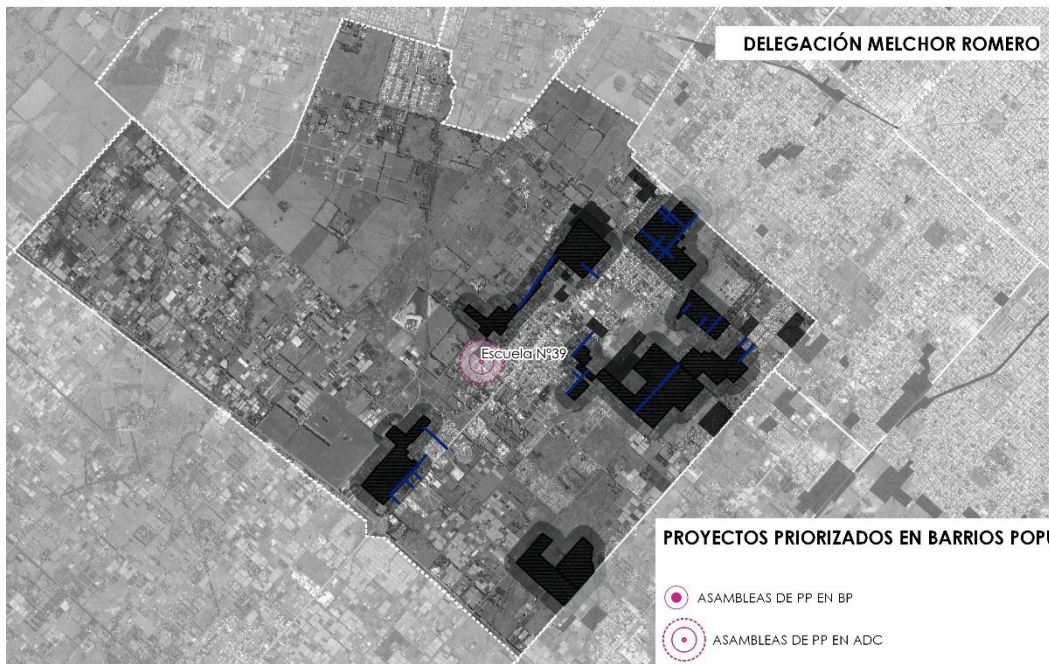 DELEGACIÓN MELCHOR ROMERO
Escuela N°39
PROYECTOS PRIORIZADOS EN BARRIOS POPU
ASAMBLEAS DE PP EN BP
ASAMBLEAS DE PP EN ADC